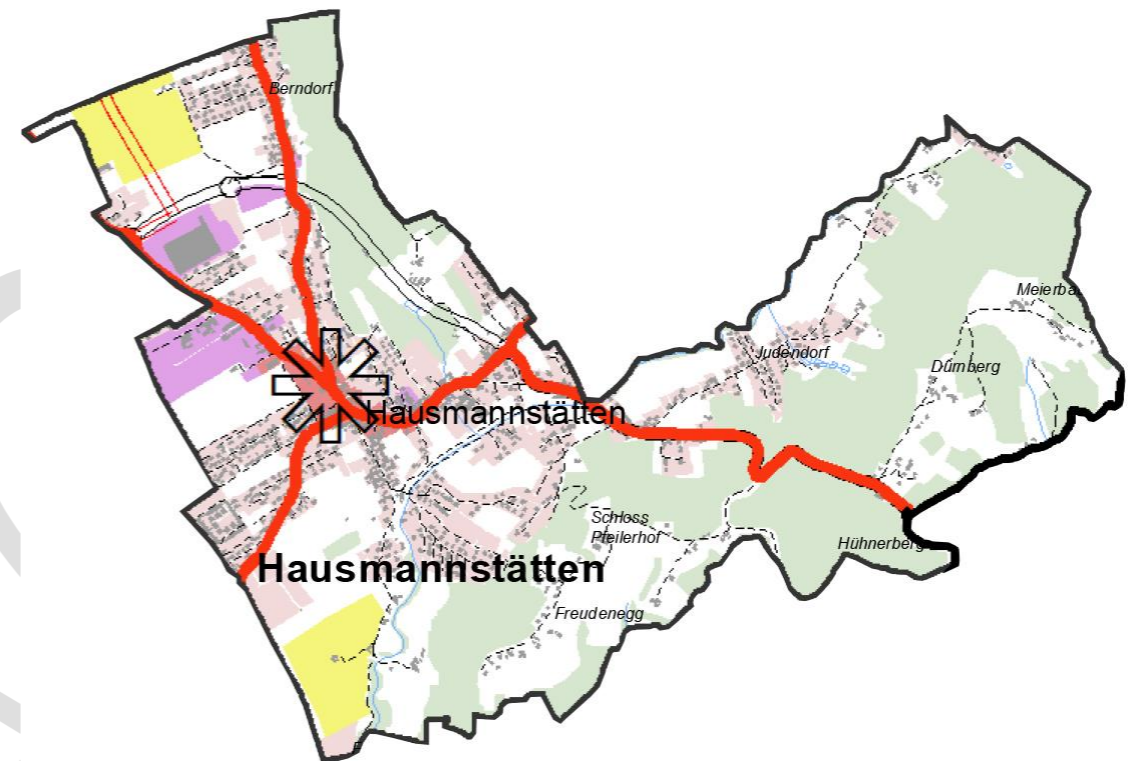 Berndorf
Meierba
Judendorf
Dürnberg
Hausmannstätten
Schloss
Pfeilerhof
Hühnerberg
Hausmannstätten
Freudenegg